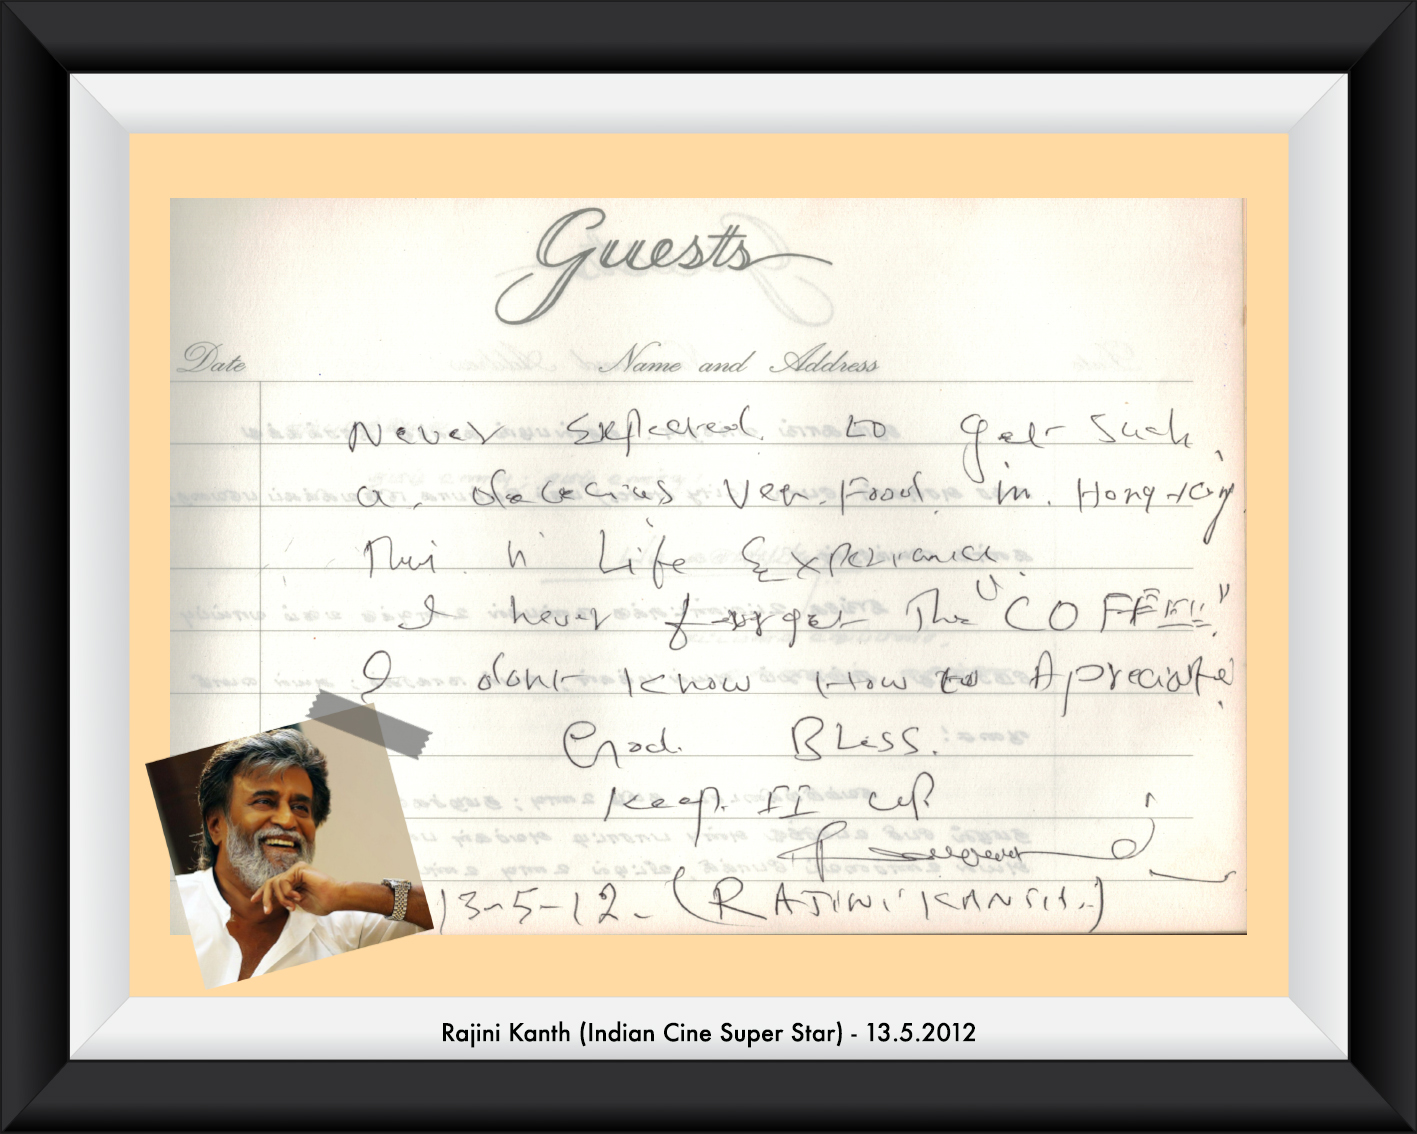 Guests
Date Name and Address
Never Expected. to get such
a. delecious Veg. Food. in. Hong-Kong.
This is Life Experiance.
I never forget The "COFFEE"
I don't know How to Apreciate.
God. Bless.
Keep. IT up
13-5-12. (RAJINI KANTH.)
Rajini Kanth (Indian Cine Super Star) - 13.5.2012